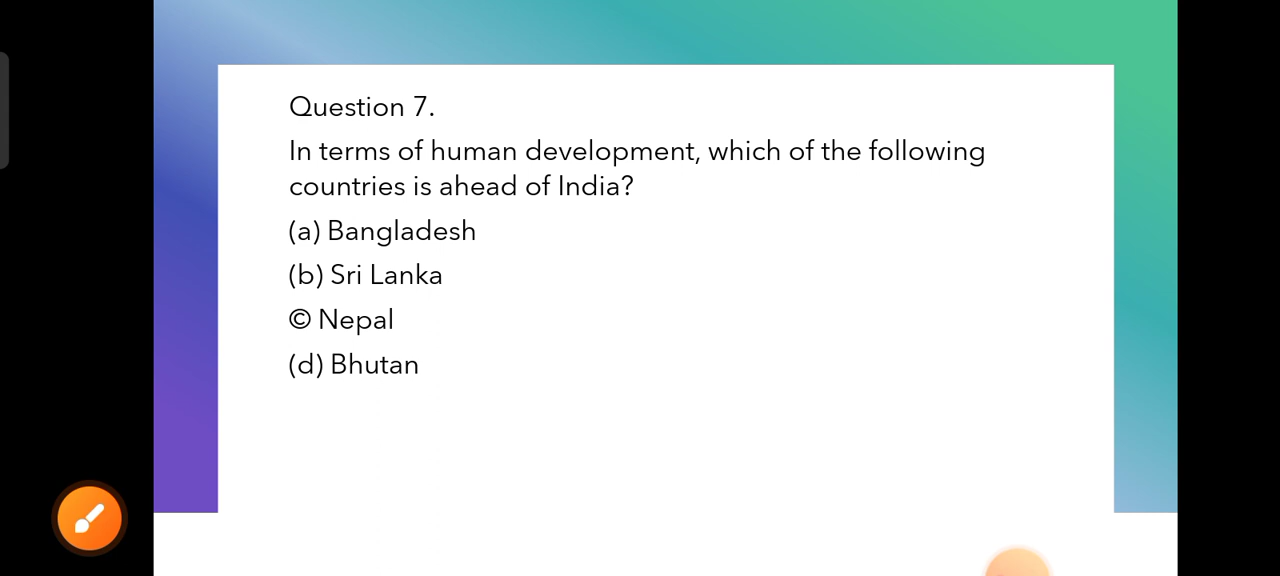 Question 7.
In terms of human development, which of the following
countries is ahead of India?
(a) Bangladesh
(b) Sri Lanka
© Nepal
(d) Bhutan